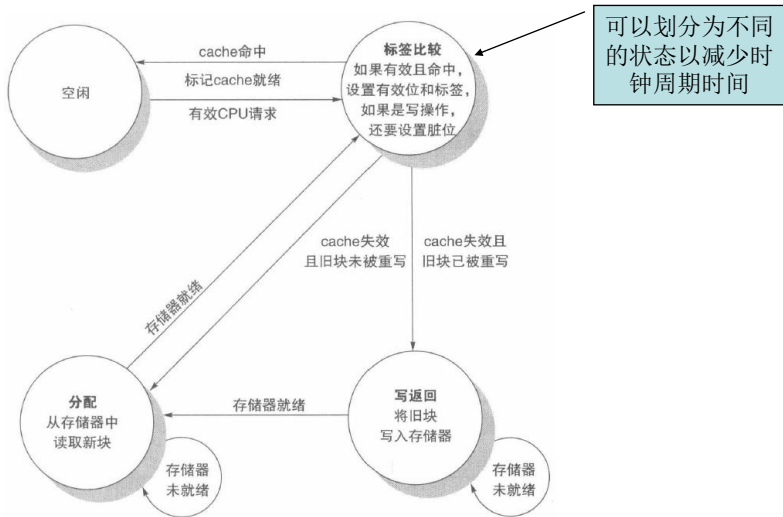 可以划分为不同
的状态以减少时
钟周期时间
cache命中
标记cache就绪
有效CPU请求
空闲
标签比较
如果有效且命中，
设置有效位和标签，
如果是写操作，
还要设置脏位
cache失效
且旧块未被重写
cache失效且
旧块已被重写
存储器就绪
分配
从存储器中
读取新块
存储器就绪
写返回
将旧块
写入存储器
存储器
未就绪
存储器
未就绪